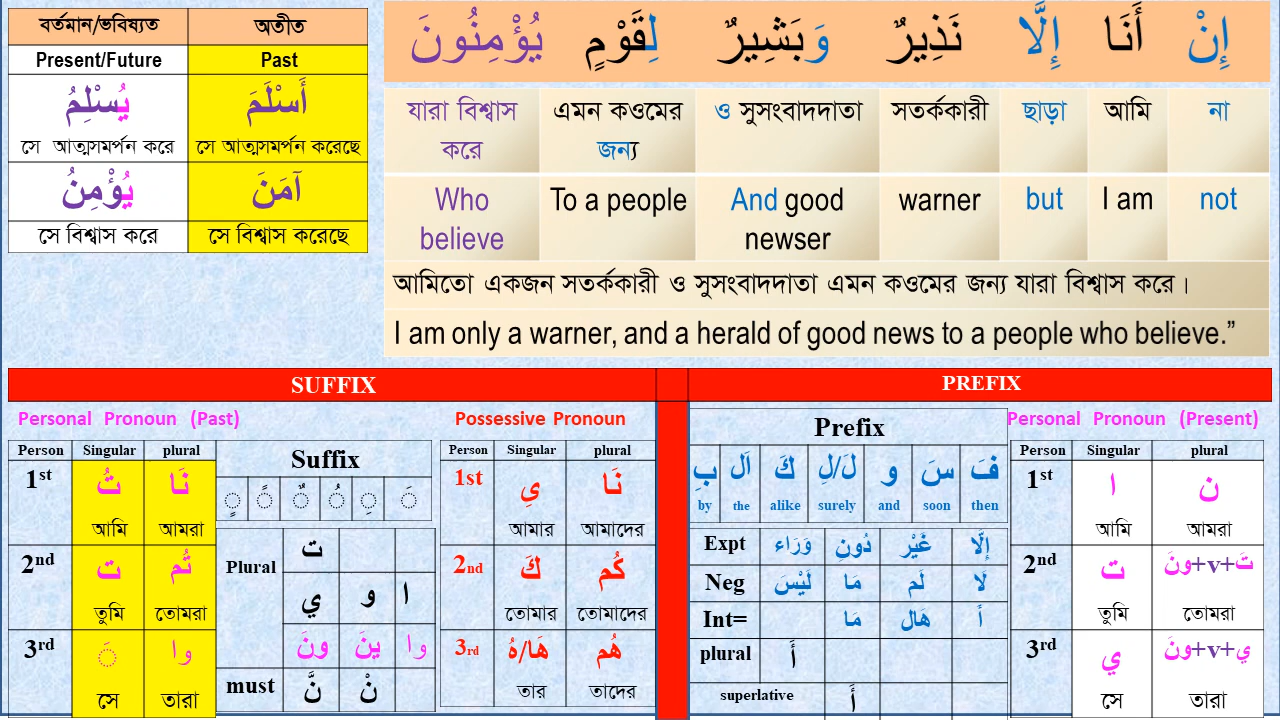 বর্তমান/ভবিষ্যত	অতীত
Present/Future	Past
يُسْلِمُ	أَسْلَمَ
সে আত্মসমর্পন করে	সে আত্মসমর্পন করেছে
يُؤْمِنُ	آمَنَ
সে বিশ্বাস করে	সে বিশ্বাস করেছে
إِنْ أَنَا إِلَّا نَذِيرٌ وَبَشِيرٌ لِقَوْمٍ يُؤْمِنُونَ
যারা বিশ্বাস করে	এমন কওমের জন্য	ও সুসংবাদদাতা	সতর্ককারী	ছাড়া	আমি	না
Who believe	To a people	And good newser	warner	but	I am	not
আমিতো একজন সতর্ককারী ও সুসংবাদদাতা এমন কওমের জন্য যারা বিশ্বাস করে।
I am only a warner, and a herald of good news to a people who believe.”
SUFFIX	PREFIX
Personal Pronoun (Past)
Person	Singular	plural
1st	تُ	نَا
আমি	আমরা
2nd	ت	تُم
তুমি	তোমরা
3rd	َ	وا
সে	তারা
Suffix
ٍ	ً	ٌ	ُ	ِ	َ
Plural	ت
ي	و	ا
ونَ	ينَ	وا
must	نَّ	نْ
Possessive Pronoun
Person	Singular	plural
1st	ي	نَا
আমার	আমাদের
2nd	كَ	كُم
তোমার	তোমাদের
3rd	هَا/هُ	هُم
তার	তাদের
Prefix
بِ	اَل	كَ	لَ/لِ	و	سَ	فَ
by	the	alike	surely	and	soon	then
Expt	وَرَاء	دُونِ	غَيْر	إِلَّا
Neg	لَيْسَ	مَا	لَم	لَا
Int=	مَا	هَال	أَ
plural	أَ
superlative	أَ
Personal Pronoun (Present)
Person	Singular	plural
1st	ا	ن
আমি	আমরা
2nd	ت	تَ+v+ونَ
তুমি	তোমরা
3rd	ي	ي+v+ونَ
সে	তারা